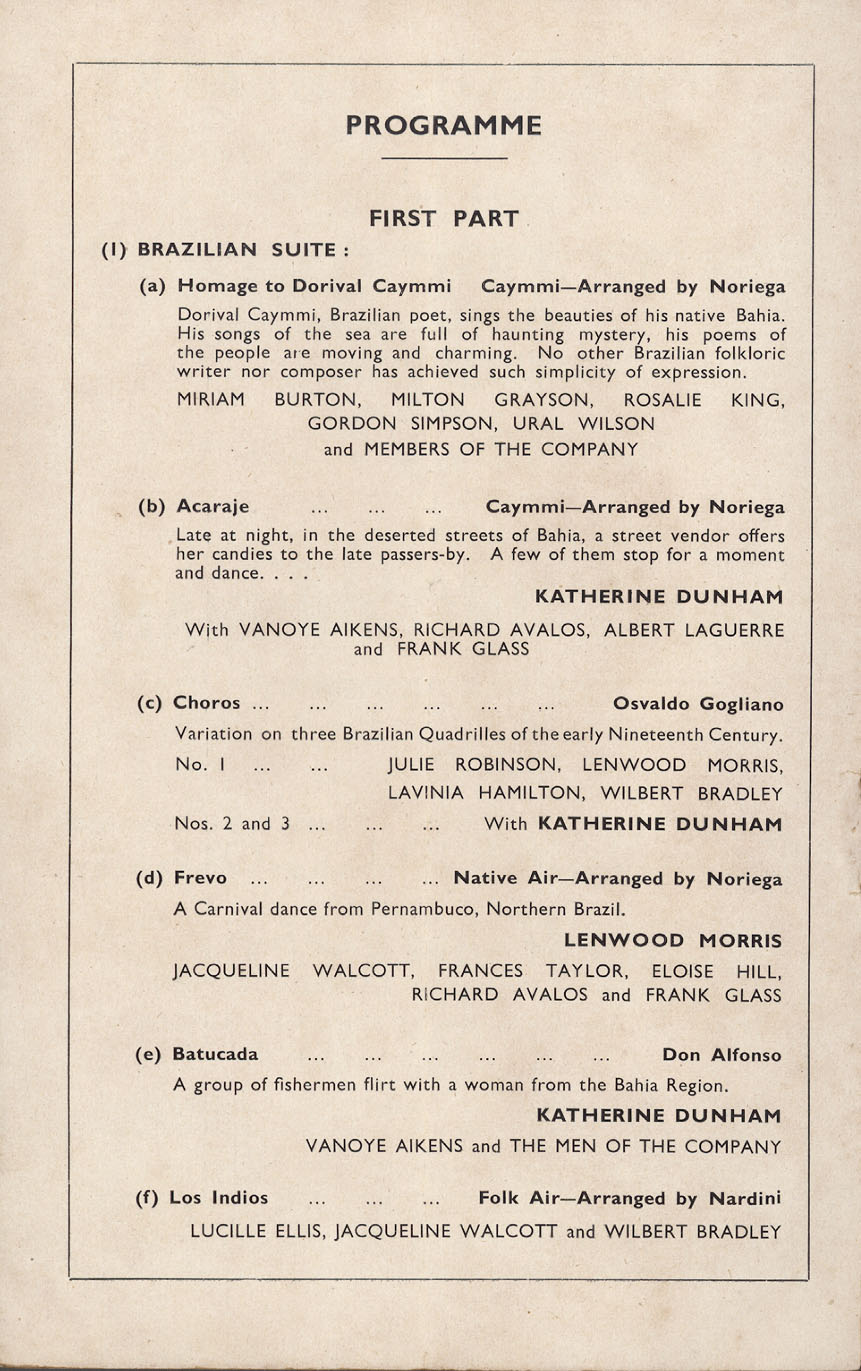 PROGRAMME
FIRST PART
(1) BRAZILIAN SUITE :
(a) Homage to Dorival Caymmi Caymmi—Arranged by Noriega
Dorival Caymmi, Brazilian poet, sings the beauties of his native Bahia.
His songs of the sea are full of haunting mystery, his poems of
the people are moving and charming. No other Brazilian folkloric
writer nor composer has achieved such simplicity of expression.
MIRIAM BURTON, MILTON GRAYSON, ROSALIE KING,
GORDON SIMPSON, URAL WILSON
and MEMBERS OF THE COMPANY
(b) Acaraje ... ... ... Caymmi—Arranged by Noriega
Late at night, in the deserted streets of Bahia, a street vendor offers
her candies to the late passers-by. A few of them stop for a moment
and dance. . . .
KATHERINE DUNHAM
With VANOYE AIKENS, RICHARD AVALOS, ALBERT LAGUERRE
and FRANK GLASS
(c) Choros ... ... ... ... ... ... Osvaldo Gogliano
Variation on three Brazilian Quadrilles of the early Nineteenth Century.
No. 1 ... ... JULIE ROBINSON, LENWOOD MORRIS,
LAVINIA HAMILTON, WILBERT BRADLEY
Nos. 2 and 3 ... ... ... With KATHERINE DUNHAM
(d) Frevo ... ... ... ... Native Air—Arranged by Noriega
A Carnival dance from Pernambuco, Northern Brazil.
LENWOOD MORRIS
JACQUELINE WALCOTT, FRANCES TAYLOR, ELOISE HILL,
RICHARD AVALOS and FRANK GLASS
(e) Batucada ... ... ... ... ... ... Don Alfonso
A group of fishermen flirt with a woman from the Bahia Region.
KATHERINE DUNHAM
VANOYE AIKENS and THE MEN OF THE COMPANY
(f) Los Indios ... ... ... Folk Air—Arranged by Nardini
LUCILLE ELLIS, JACQUELINE WALCOTT and WILBERT BRADLEY